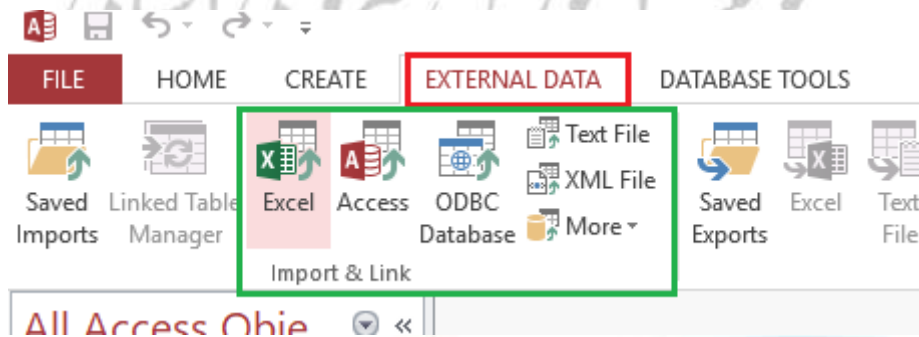 FILE HOME CREATE EXTERNAL DATA DATABASE TOOLS
Saved Imports
Linked Table Manager
Excel
Access
ODBC Database
Text File
XML File
More
Saved Exports
Excel
Text File
Import & Link
All Access Obje